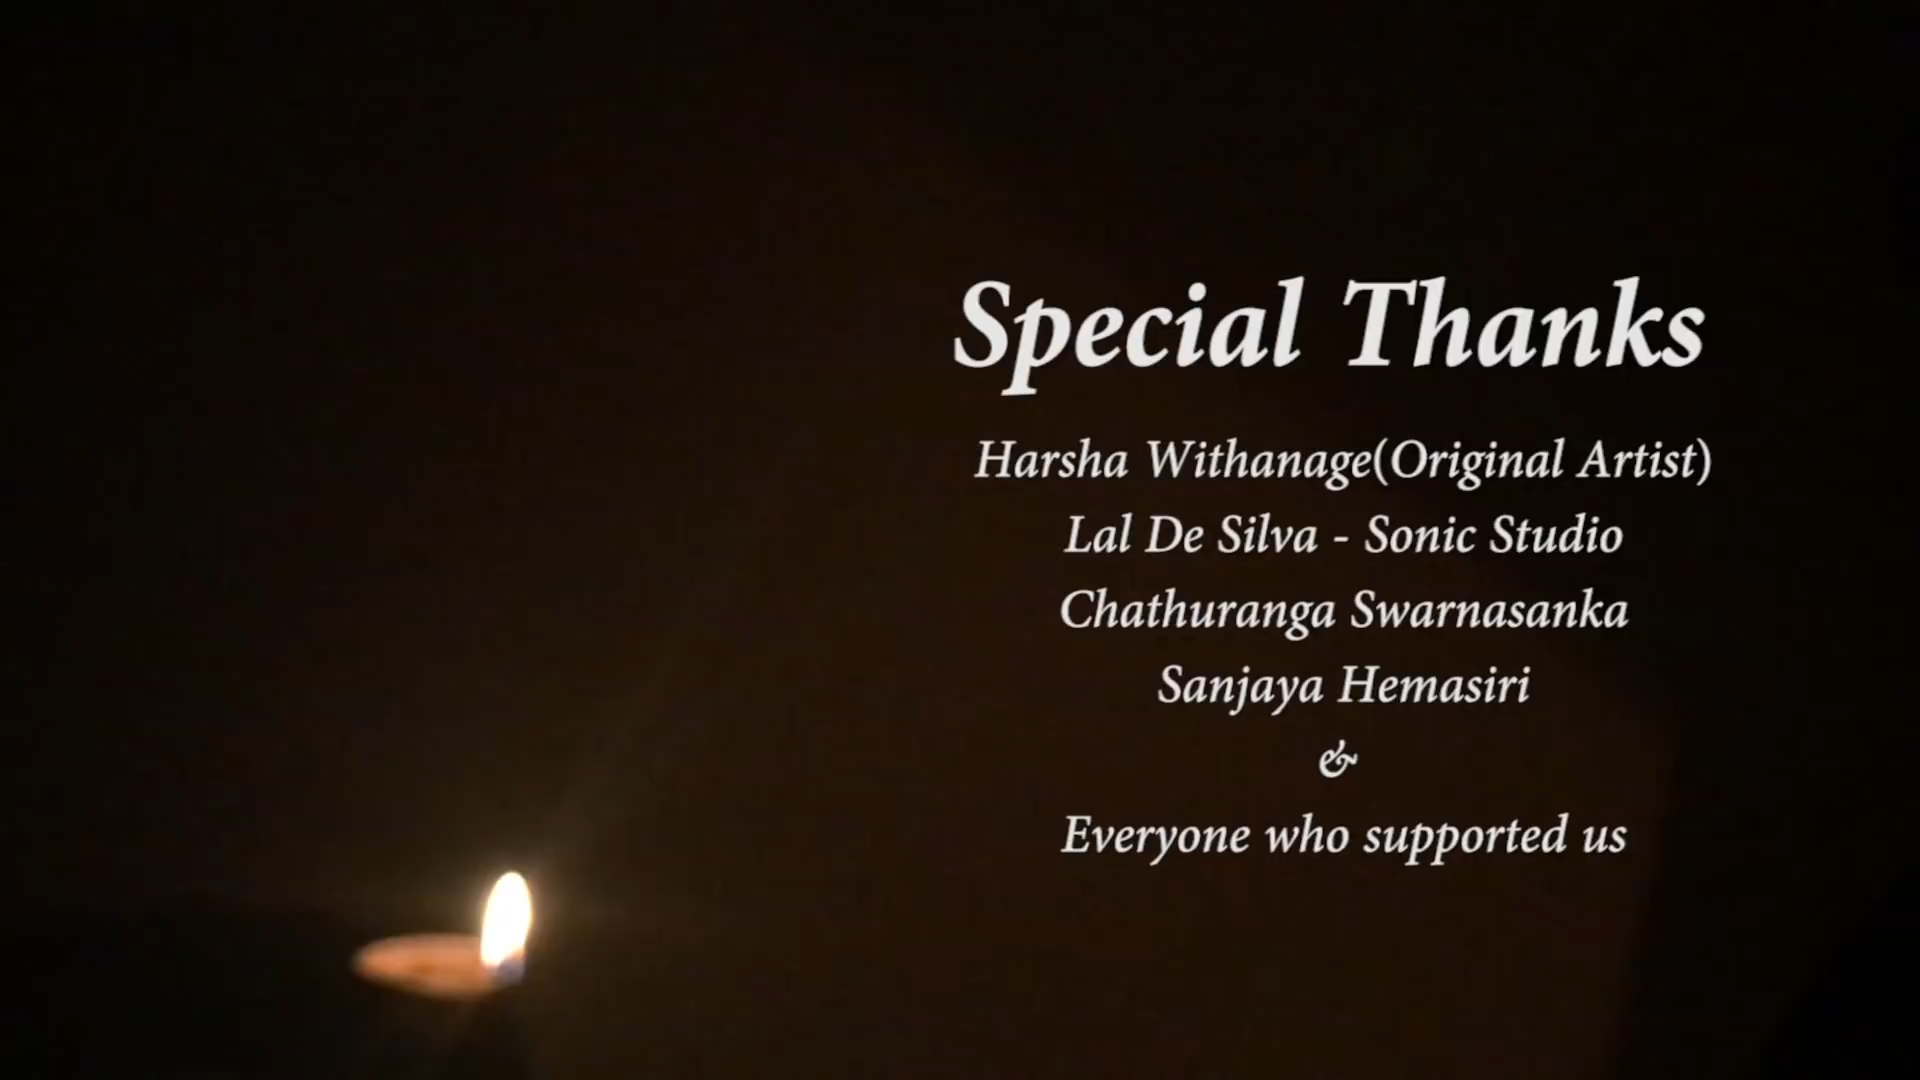 Special Thanks
Harsha Withanage(Original Artist)
Lal De Silva - Sonic Studio
Chathuranga Swarnasanka
Sanjaya Hemasiri
&
Everyone who supported us